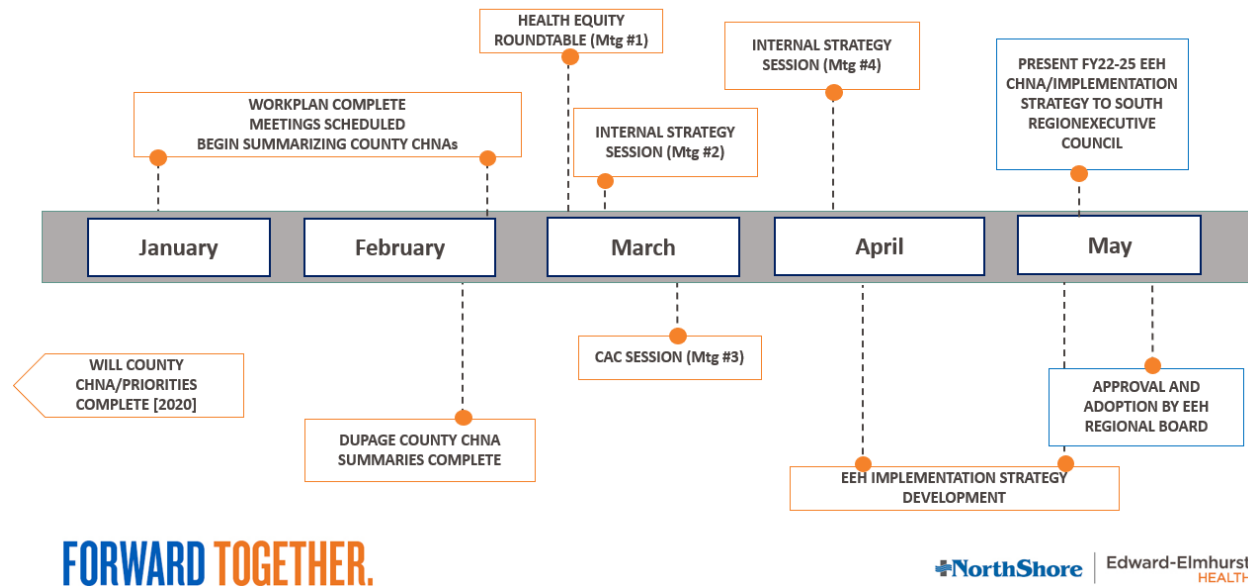 HEALTH EQUITY
ROUNDTABLE (Mtg #1)
INTERNAL STRATEGY
SESSION (Mtg #4)
PRESENT FY22-25 EEH
CHNA/IMPLEMENTATION
STRATEGY TO SOUTH
REGIONEXECUTIVE
COUNCIL
WORKPLAN COMPLETE
MEETINGS SCHEDULED
BEGIN SUMMARIZING COUNTY CHNAs
INTERNAL STRATEGY
SESSION (Mtg #2)
January
February
March
April
May
WILL COUNTY
CHNA/PRIORITIES
COMPLETE [2020]
CAC SESSION (Mtg #3)
APPROVAL AND
ADOPTION BY EEH
REGIONAL BOARD
DUPAGE COUNTY CHNA
SUMMARIES COMPLETE
EEH IMPLEMENTATION STRATEGY
DEVELOPMENT
FORWARD TOGETHER.
NorthShore
Edward-Elmhurst
HEALTH